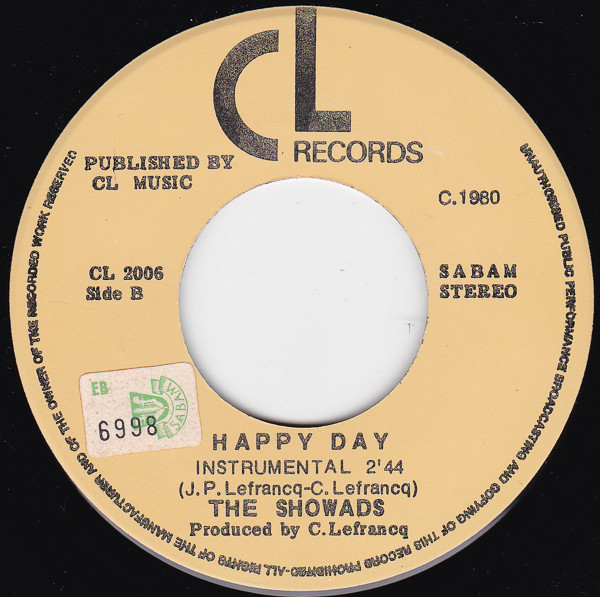 CL
RECORDS
PUBLISHED BY
CL MUSIC
C.1980
CL 2006
Side B
SABAM
STEREO
EB
SABAM
6998
HAPPY DAY
INSTRUMENTAL 2'44
(J.P.Lefrancq-C.Lefrancq)
THE SHOWADS
Produced by C.Lefrancq
ALL RIGHTS OF THE MANUFACTURER AND OF THE OWNER OF THE RECORDED WORK RESERVED
UNAUTHORISED PUBLIC PERFORMANCE BROADCASTING AND COPYING OF THIS RECORD PROHIBITED-